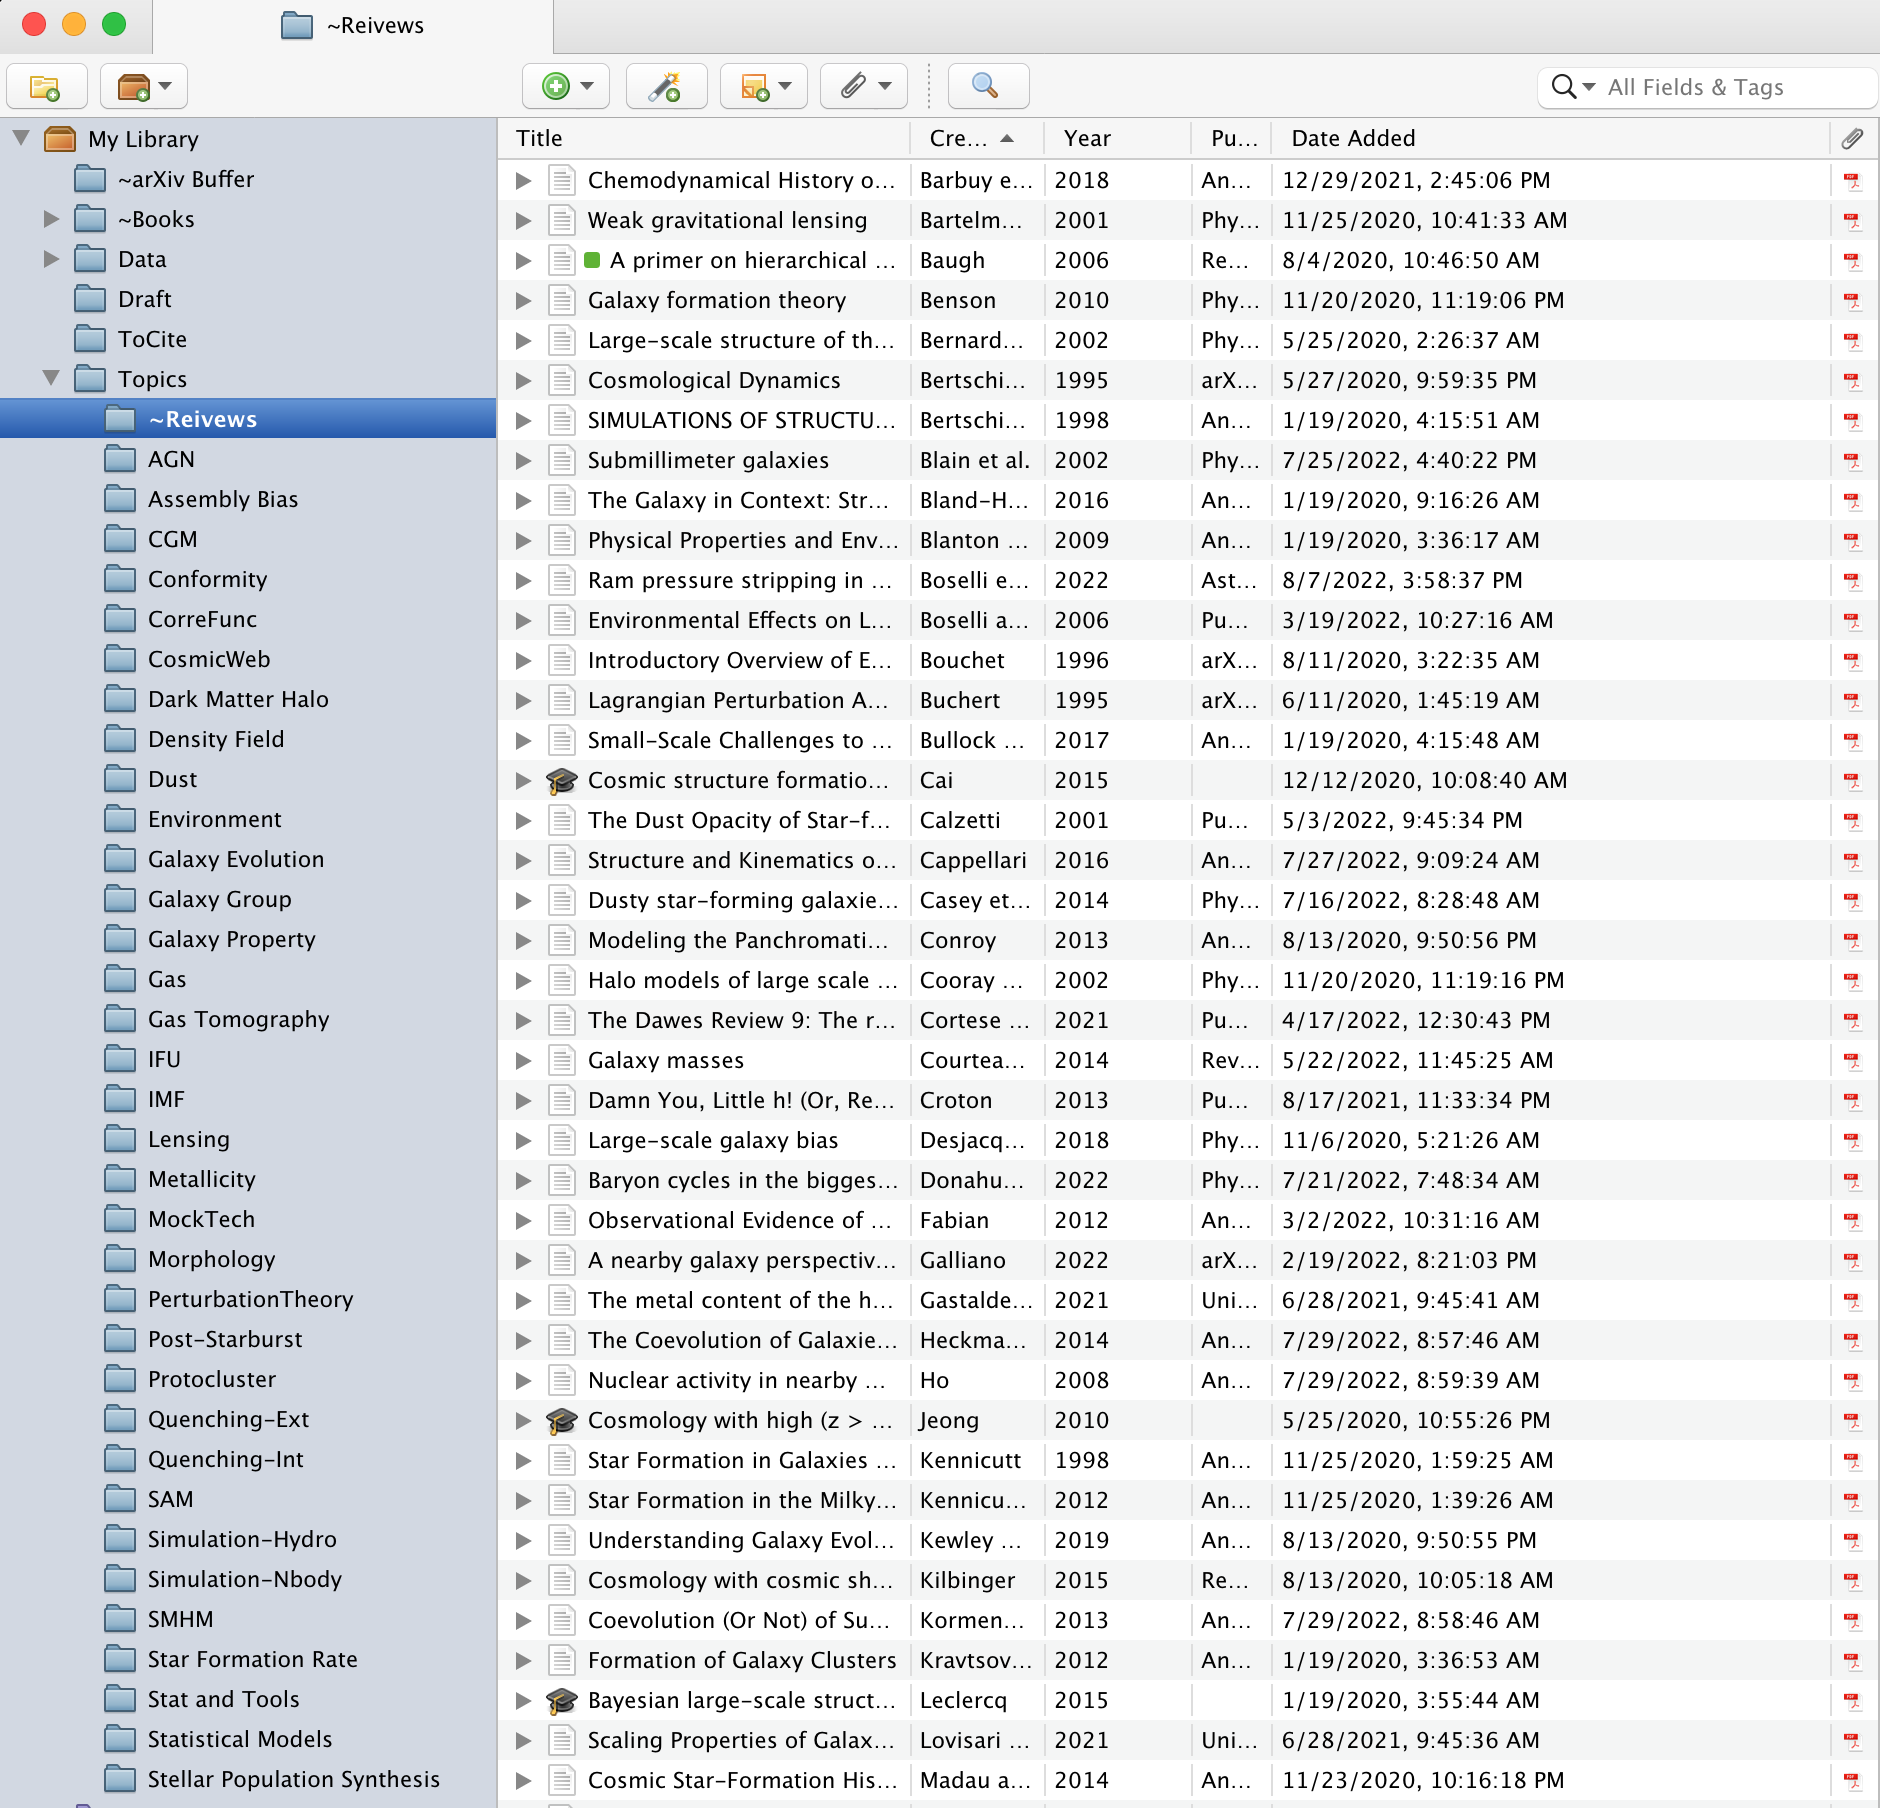 ~Reivews
All Fields & Tags
My Library
~arXiv Buffer
~Books
Data
Draft
ToCite
Topics
~Reivews
AGN
Assembly Bias
CGM
Conformity
CorreFunc
CosmicWeb
Dark Matter Halo
Density Field
Dust
Environment
Galaxy Evolution
Galaxy Group
Galaxy Property
Gas
Gas Tomography
IFU
IMF
Lensing
Metallicity
MockTech
Morphology
PerturbationTheory
Post-Starburst
Protocluster
Quenching-Ext
Quenching-Int
SAM
Simulation-Hydro
Simulation-Nbody
SMHM
Star Formation Rate
Stat and Tools
Statistical Models
Stellar Population Synthesis
Title Cre... Year Pu... Date Added
Chemodynamical History o... Barbuy e... 2018 An... 12/29/2021, 2:45:06 PM
Weak gravitational lensing Bartelm... 2001 Phy... 11/25/2020, 10:41:33 AM
A primer on hierarchical ... Baugh 2006 Re... 8/4/2020, 10:46:50 AM
Galaxy formation theory Benson 2010 Phy... 11/20/2020, 11:19:06 PM
Large-scale structure of th... Bernard... 2002 Phy... 5/25/2020, 2:26:37 AM
Cosmological Dynamics Bertschi... 1995 arX... 5/27/2020, 9:59:35 PM
SIMULATIONS OF STRUCTU... Bertschi... 1998 An... 1/19/2020, 4:15:51 AM
Submillimeter galaxies Blain et al. 2002 Phy... 7/25/2022, 4:40:22 PM
The Galaxy in Context: Str... Bland-H... 2016 An... 1/19/2020, 9:16:26 AM
Physical Properties and Env... Blanton ... 2009 An... 1/19/2020, 3:36:17 AM
Ram pressure stripping in ... Boselli e... 2022 Ast... 8/7/2022, 3:58:37 PM
Environmental Effects on L... Boselli a... 2006 Pu... 3/19/2022, 10:27:16 AM
Introductory Overview of E... Bouchet 1996 arX... 8/11/2020, 3:22:35 AM
Lagrangian Perturbation A... Buchert 1995 arX... 6/11/2020, 1:45:19 AM
Small-Scale Challenges to ... Bullock ... 2017 An... 1/19/2020, 4:15:48 AM
Cosmic structure formatio... Cai 2015 12/12/2020, 10:08:40 AM
The Dust Opacity of Star-f... Calzetti 2001 Pu... 5/3/2022, 9:45:34 PM
Structure and Kinematics o... Cappellari 2016 An... 7/27/2022, 9:09:24 AM
Dusty star-forming galaxie... Casey et... 2014 Phy... 7/16/2022, 8:28:48 AM
Modeling the Panchromati... Conroy 2013 An... 8/13/2020, 9:50:56 PM
Halo models of large scale ... Cooray ... 2002 Phy... 11/20/2020, 11:19:16 PM
The Dawes Review 9: The r... Cortese ... 2021 Pu... 4/17/2022, 12:30:43 PM
Galaxy masses Courtea... 2014 Rev... 5/22/2022, 11:45:25 AM
Damn You, Little h! (Or, Re... Croton 2013 Pu... 8/17/2021, 11:33:34 PM
Large-scale galaxy bias Desjacq... 2018 Phy... 11/6/2020, 5:21:26 AM
Baryon cycles in the bigges... Donahu... 2022 Phy... 7/21/2022, 7:48:34 AM
Observational Evidence of ... Fabian 2012 An... 3/2/2022, 10:31:16 AM
A nearby galaxy perspectiv... Galliano 2022 arX... 2/19/2022, 8:21:03 PM
The metal content of the h... Gastalde... 2021 Uni... 6/28/2021, 9:45:41 AM
The Coevolution of Galaxie... Heckma... 2014 An... 7/29/2022, 8:57:46 AM
Nuclear activity in nearby ... Ho 2008 An... 7/29/2022, 8:59:39 AM
Cosmology with high (z > ... Jeong 2010 5/25/2020, 10:55:26 PM
Star Formation in Galaxies ... Kennicutt 1998 An... 11/25/2020, 1:59:25 AM
Star Formation in the Milky... Kennicu... 2012 An... 11/25/2020, 1:39:26 AM
Understanding Galaxy Evol... Kewley ... 2019 An... 8/13/2020, 9:50:55 PM
Cosmology with cosmic sh... Kilbinger 2015 Re... 8/13/2020, 10:05:18 AM
Coevolution (Or Not) of Su... Kormen... 2013 An... 7/29/2022, 8:58:46 AM
Formation of Galaxy Clusters Kravtsov... 2012 An... 1/19/2020, 3:36:53 AM
Bayesian large-scale struct... Leclercq 2015 1/19/2020, 3:55:44 AM
Scaling Properties of Galax... Lovisari ... 2021 Uni... 6/28/2021, 9:45:36 AM
Cosmic Star-Formation His... Madau a... 2014 An... 11/23/2020, 10:16:18 PM